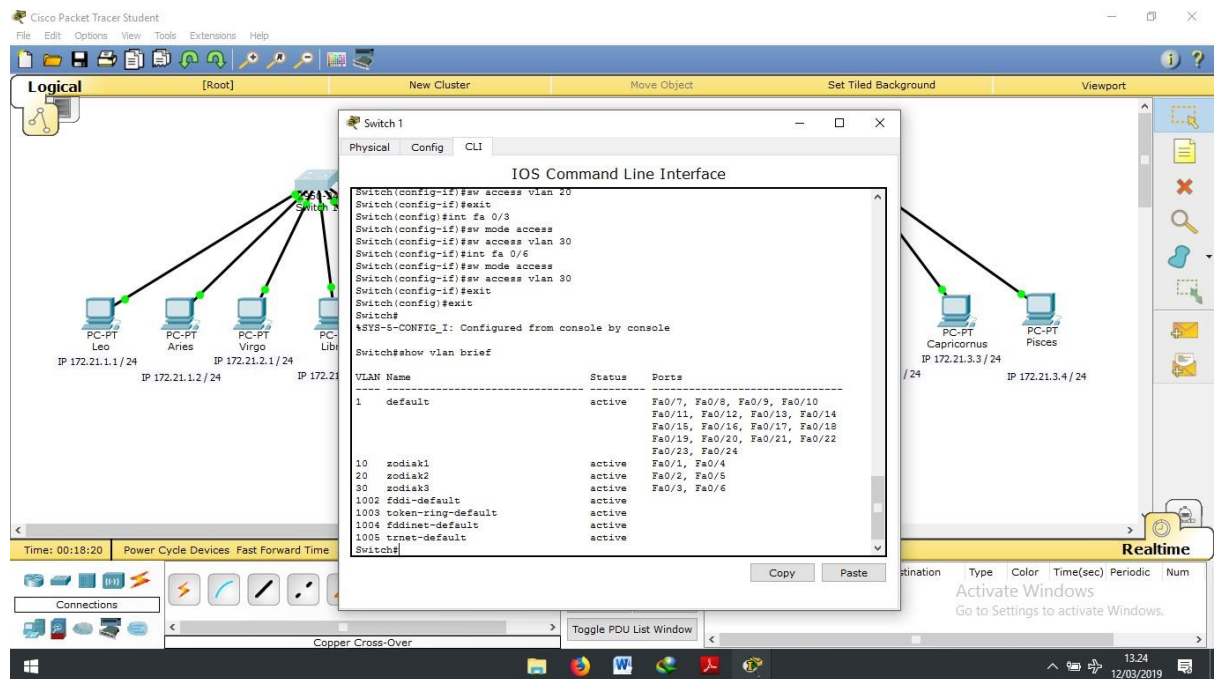 Cisco Packet Tracer Student
File Edit Options View Tools Extensions Help
Logical [Root] New Cluster Move Object Set Tiled Background Viewport
Switch 1
Physical Config CLI
IOS Command Line Interface
Switch(config-if)#sw access vlan 20
Switch(config-if)#exit
Switch(config)#int fa 0/3
Switch(config-if)#sw mode access
Switch(config-if)#sw access vlan 30
Switch(config-if)#int fa 0/6
Switch(config-if)#sw mode access
Switch(config-if)#sw access vlan 30
Switch(config-if)#exit
Switch(config)#exit
Switch#
%SYS-5-CONFIG_I: Configured from console by console
Switch#show vlan brief
VLAN Name Status Ports
---- -------------------------------- --------- -------------------------------
1 default active Fa0/7, Fa0/8, Fa0/9, Fa0/10
Fa0/11, Fa0/12, Fa0/13, Fa0/14
Fa0/15, Fa0/16, Fa0/17, Fa0/18
Fa0/19, Fa0/20, Fa0/21, Fa0/22
Fa0/23, Fa0/24
10 zodiak1 active Fa0/1, Fa0/4
20 zodiak2 active Fa0/2, Fa0/5
30 zodiak3 active Fa0/3, Fa0/6
1002 fddi-default active
1003 token-ring-default active
1004 fddinet-default active
1005 trnet-default active
Switch#
Copy Paste
Switch 1
PC-PT
Leo
IP 172.21.1.1 / 24
PC-PT
Aries
IP 172.21.1.2 / 24
PC-PT
Virgo
IP 172.21.2.1 / 24
PC-
Libr
IP 172.21
PC-PT
Capricornus
IP 172.21.3.3 / 24
/ 24
PC-PT
Pisces
IP 172.21.3.4 / 24
Time: 00:18:20 Power Cycle Devices Fast Forward Time Realtime
Connections
Copper Cross-Over
Toggle PDU List Window
stination Type Color Time(sec) Periodic Num
Activate Windows
Go to Settings to activate Windows.
13.24
12/03/2019